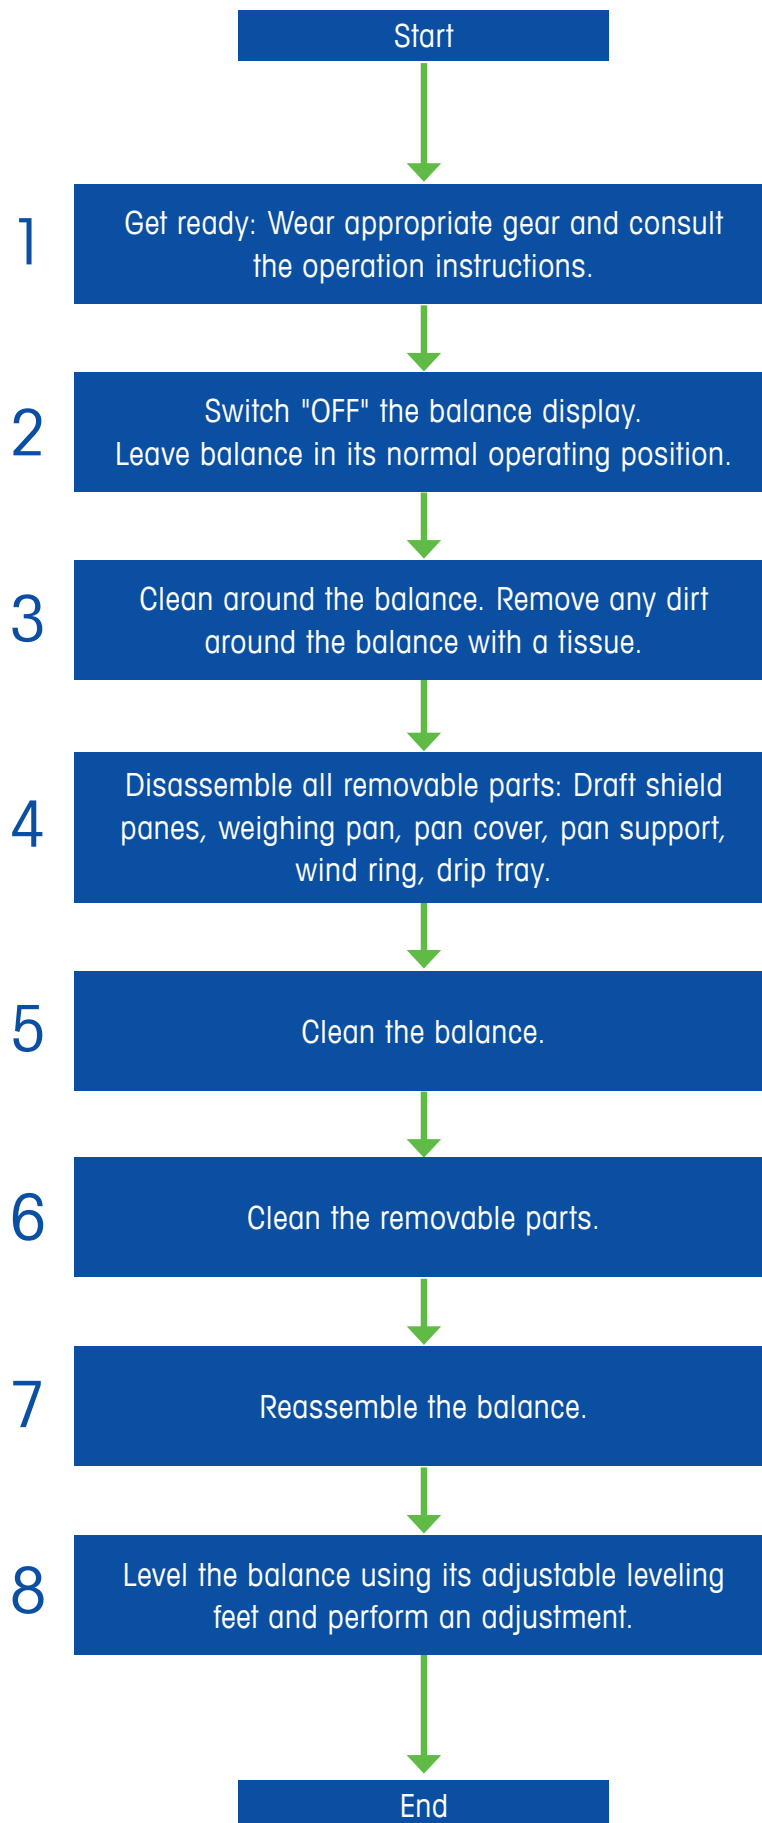 Start
1
Get ready: Wear appropriate gear and consult
the operation instructions.
2
Switch "OFF" the balance display.
Leave balance in its normal operating position.
3
Clean around the balance. Remove any dirt
around the balance with a tissue.
4
Disassemble all removable parts: Draft shield
panes, weighing pan, pan cover, pan support,
wind ring, drip tray.
5
Clean the balance.
6
Clean the removable parts.
7
Reassemble the balance.
8
Level the balance using its adjustable leveling
feet and perform an adjustment.
End